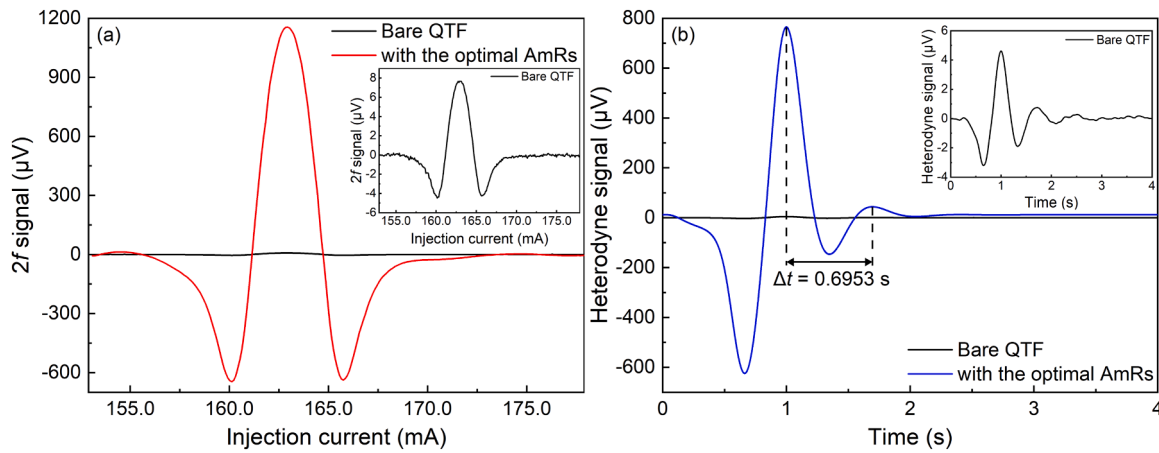 (a)
Bare QTF
with the optimal AmRs
1200
900
600
300
0
-300
-600
2f signal (µV)
155.0
160.0
165.0
170.0
175.0
Injection current (mA)
Bare QTF
8
6
4
2
0
-2
-4
-6
2f signal (µV)
155.0
160.0
165.0
170.0
175.0
Injection current (mA)
(b)
800
600
400
200
0
-200
-400
-600
Heterodyne signal (µV)
0
1
2
3
4
Time (s)
Δt = 0.6953 s
Bare QTF
with the optimal AmRs
Bare QTF
6
4
2
0
-2
-4
Heterodyne signal (µV)
0
1
2
3
4
Time (s)